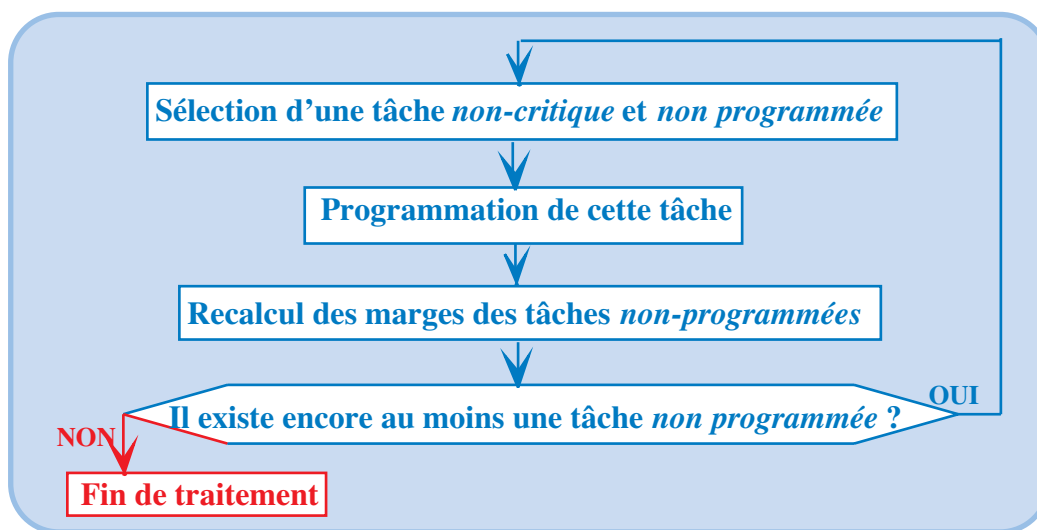 Sélection d’une tâche non-critique et non programmée
Programmation de cette tâche
Recalcul des marges des tâches non-programmées
Il existe encore au moins une tâche non programmée ?
OUI
NON
Fin de traitement